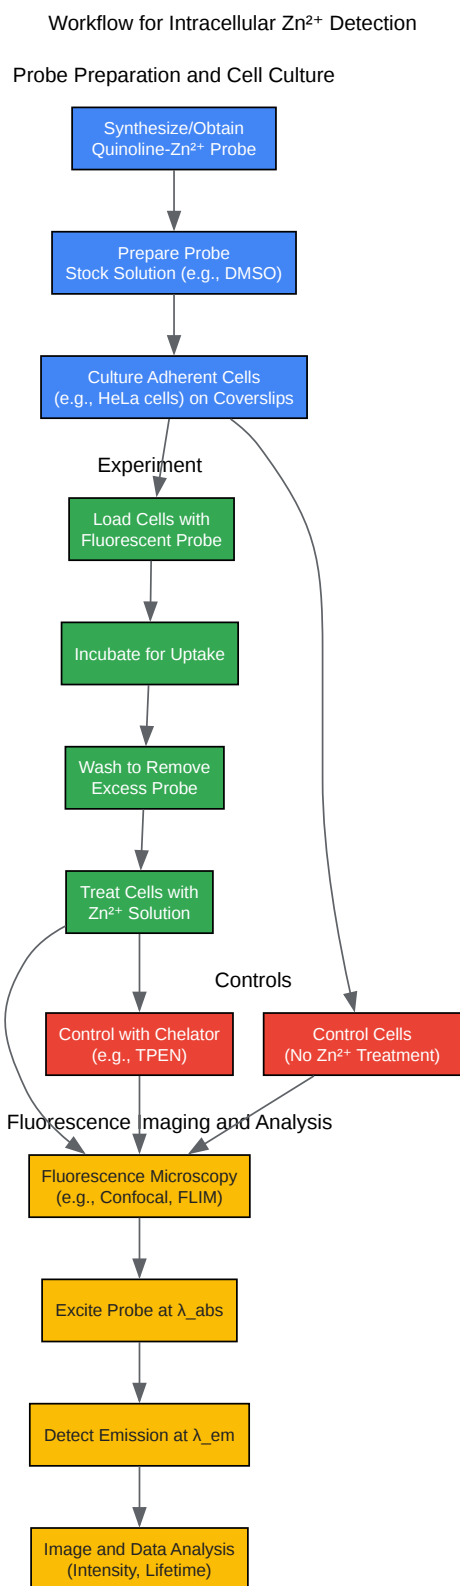 Workflow for Intracellular Zn²⁺ Detection
Probe Preparation and Cell Culture
Synthesize/Obtain
Quinoline-Zn²⁺ Probe
Prepare Probe
Stock Solution (e.g., DMSO)
Culture Adherent Cells
(e.g., HeLa cells) on Coverslips
Experiment
Load Cells with
Fluorescent Probe
Incubate for Uptake
Wash to Remove
Excess Probe
Treat Cells with
Zn²⁺ Solution
Controls
Control with Chelator
(e.g., TPEN)
Control Cells
(No Zn²⁺ Treatment)
Fluorescence Imaging and Analysis
Fluorescence Microscopy
(e.g., Confocal, FLIM)
Excite Probe at λ_abs
Detect Emission at λ_em
Image and Data Analysis
(Intensity, Lifetime)